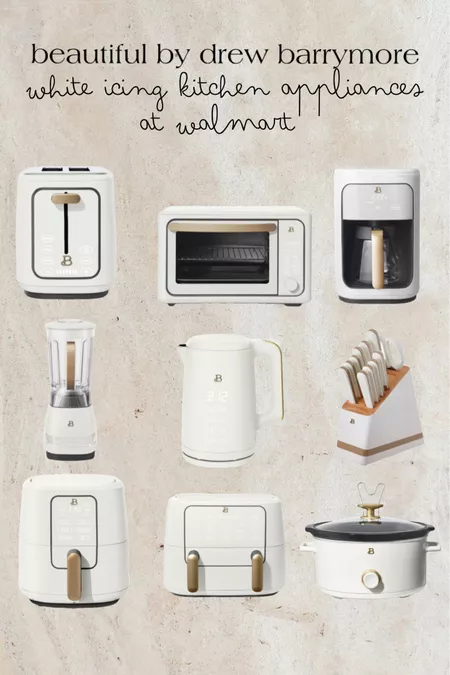 beautiful by drew barrymore
white icing kitchen appliances
at walmart